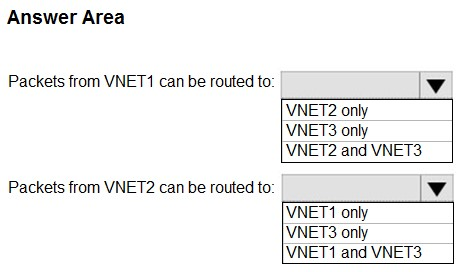 Answer Area
Packets from VNET1 can be routed to:
VNET2 only
VNET3 only
VNET2 and VNET3
Packets from VNET2 can be routed to:
VNET1 only
VNET3 only
VNET1 and VNET3